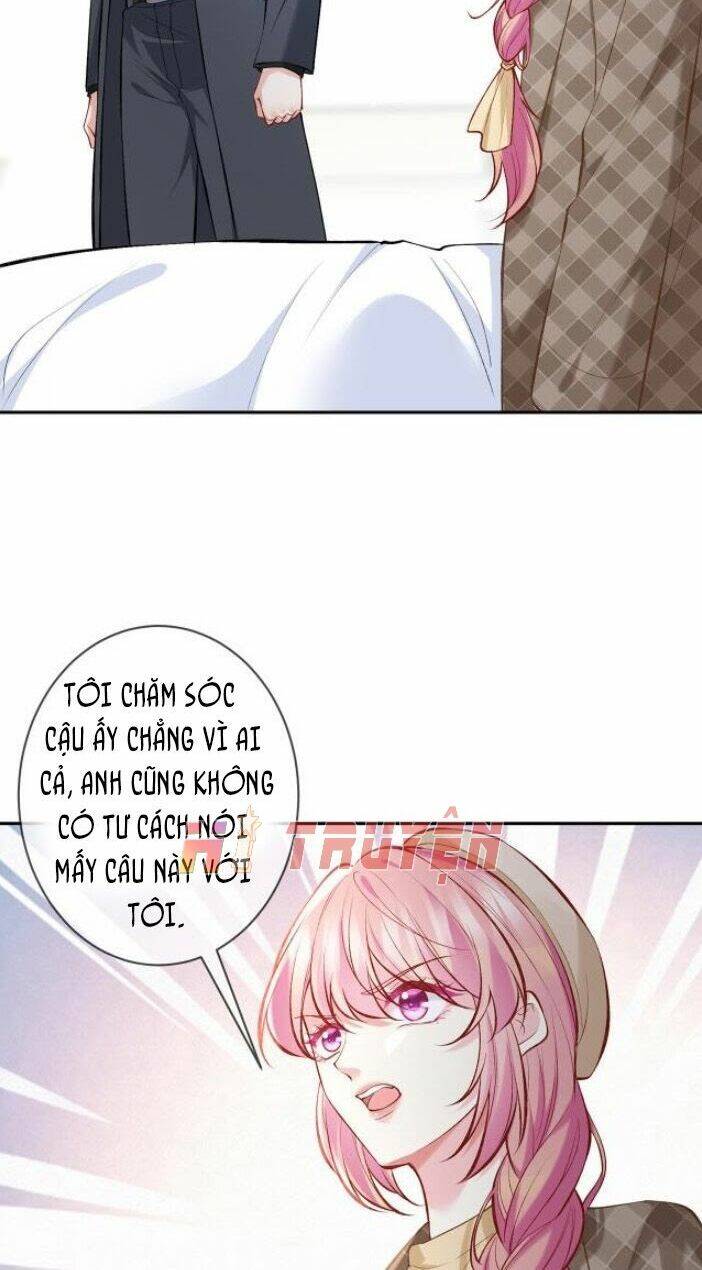 TÔI CHĂM SÓC
CẬU ẤY CHẲNG VÌ AI
CẢ, ANH CŨNG KHÔNG
CÓ TƯ CÁCH NÓI
MẤY CÂU NÀY VỚI
TÔI.
HI TRUYỆN